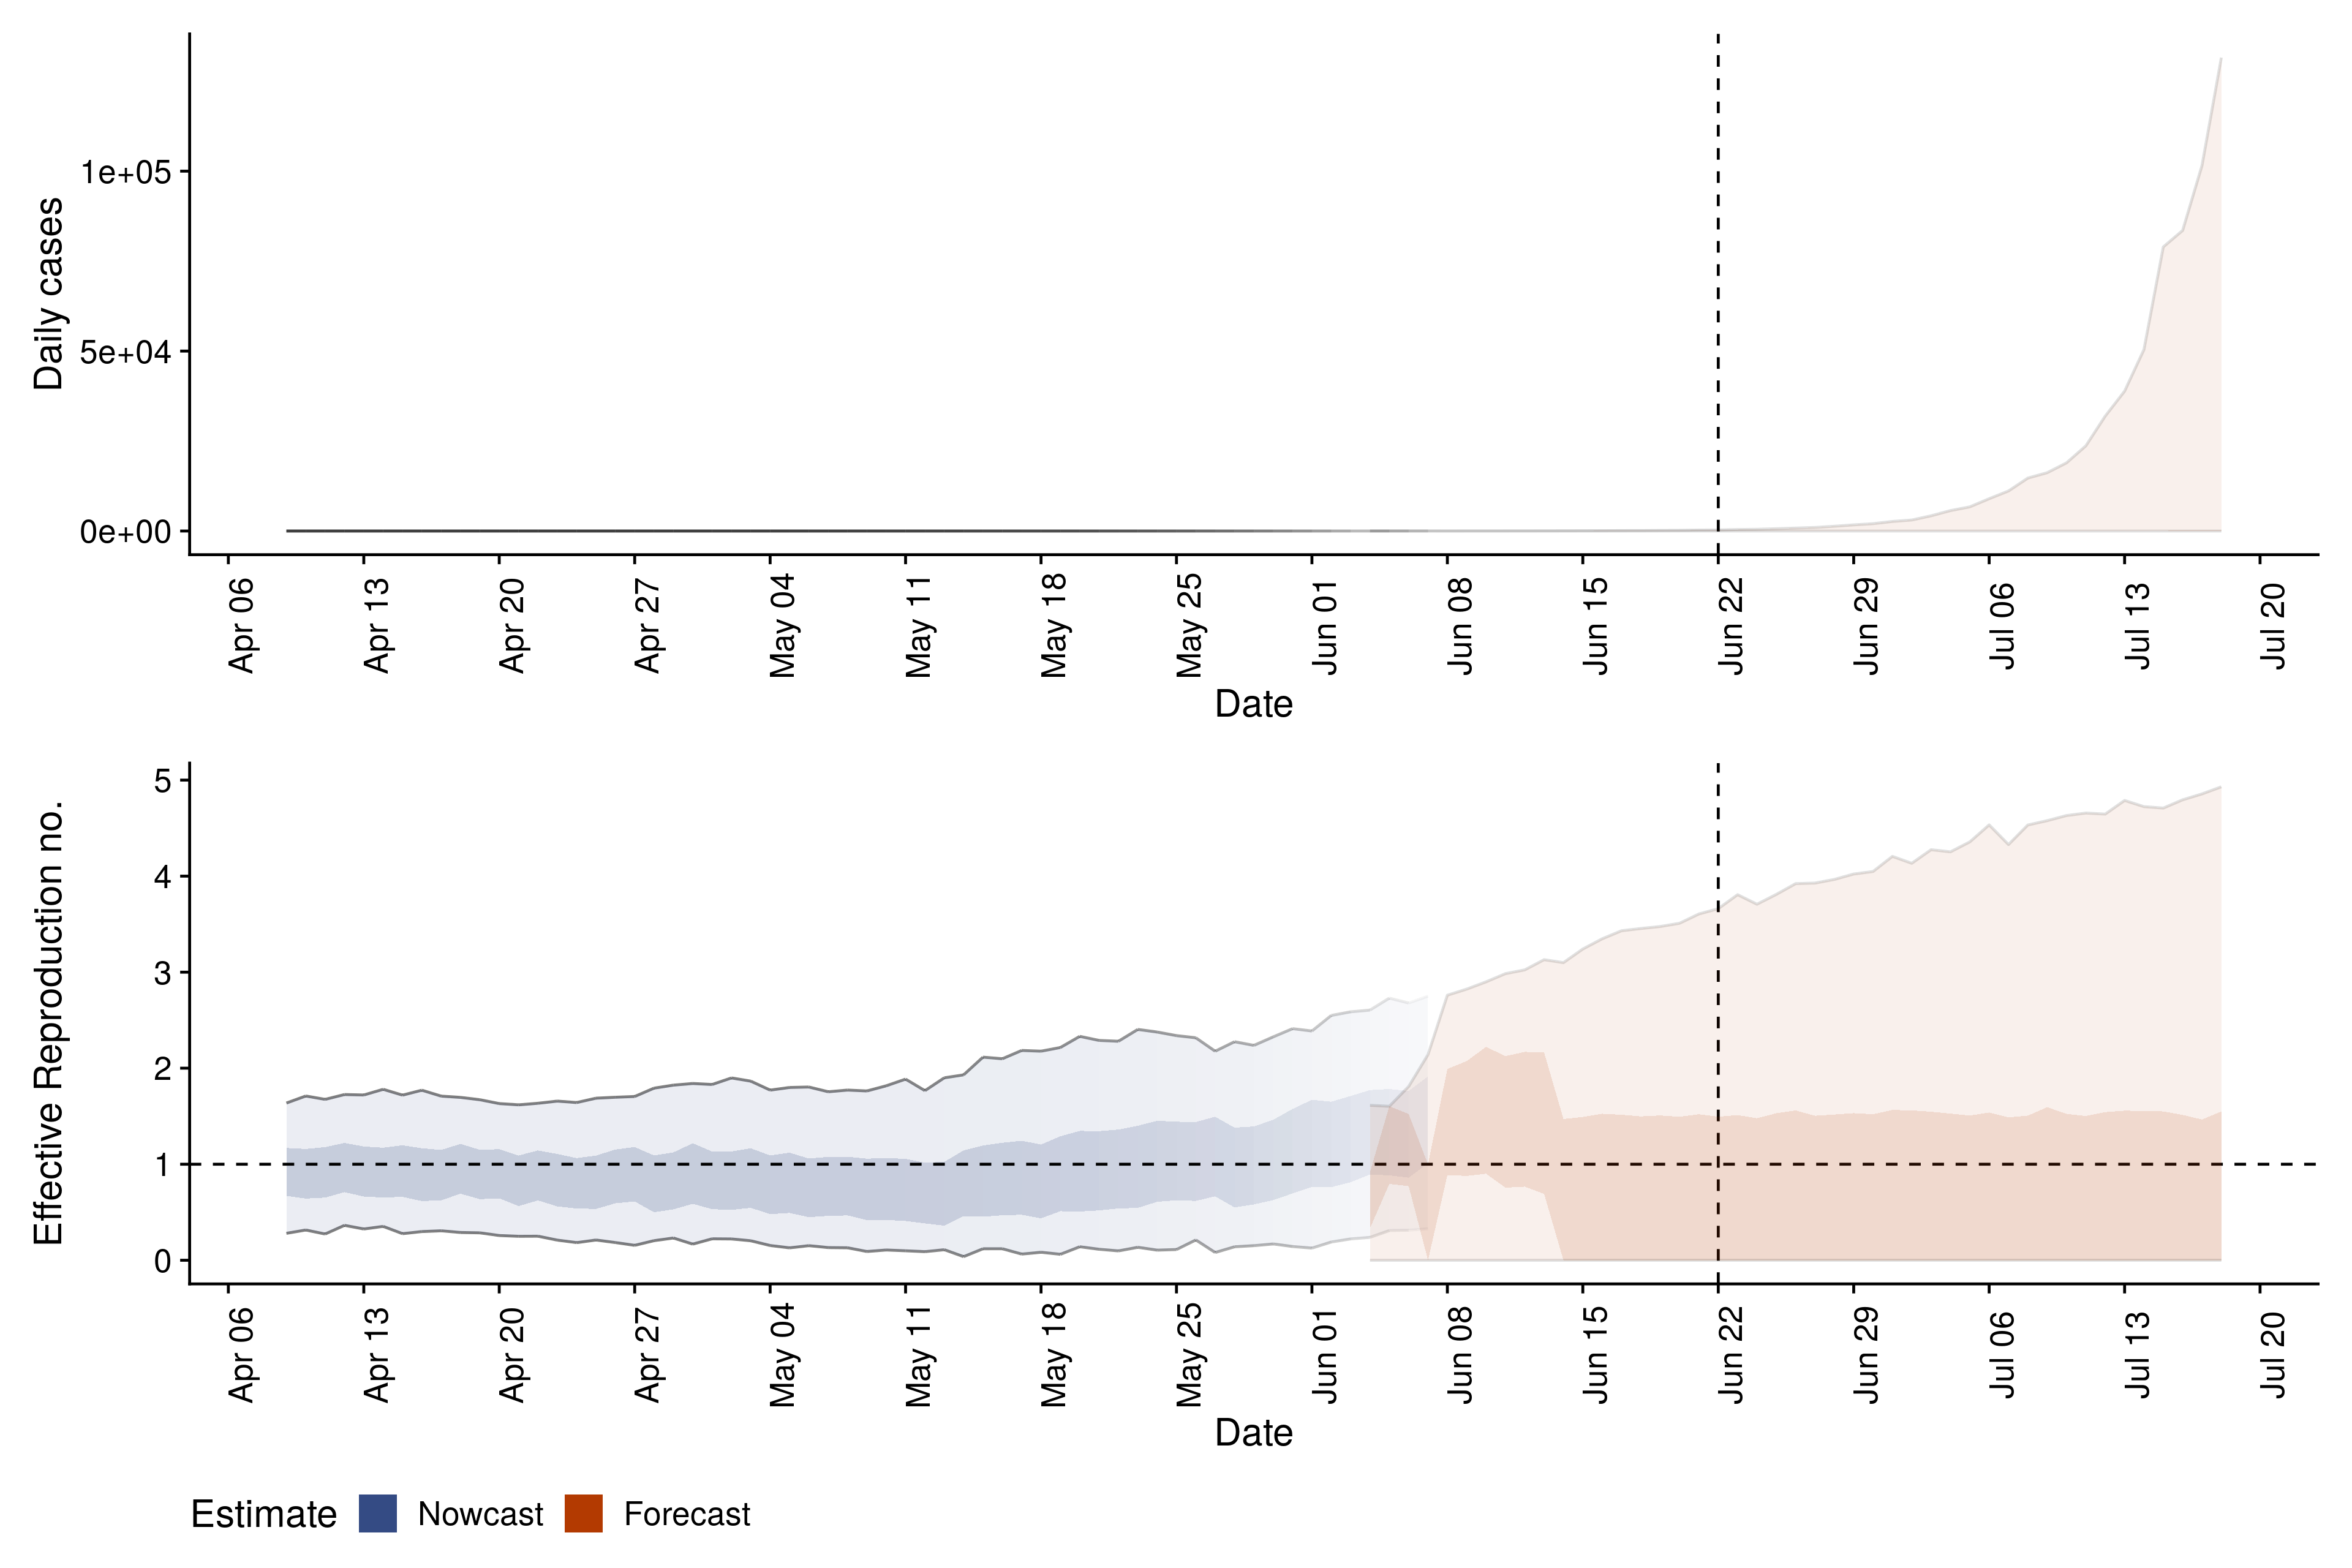 Daily cases
1e+05
5e+04
0e+00
Apr 06
Apr 13
Apr 20
Apr 27
May 04
May 11
May 18
May 25
Jun 01
Jun 08
Jun 15
Jun 22
Jun 29
Jul 06
Jul 13
Jul 20
Date
Effective Reproduction no.
5
4
3
2
1
0
Apr 06
Apr 13
Apr 20
Apr 27
May 04
May 11
May 18
May 25
Jun 01
Jun 08
Jun 15
Jun 22
Jun 29
Jul 06
Jul 13
Jul 20
Date
Estimate Nowcast Forecast